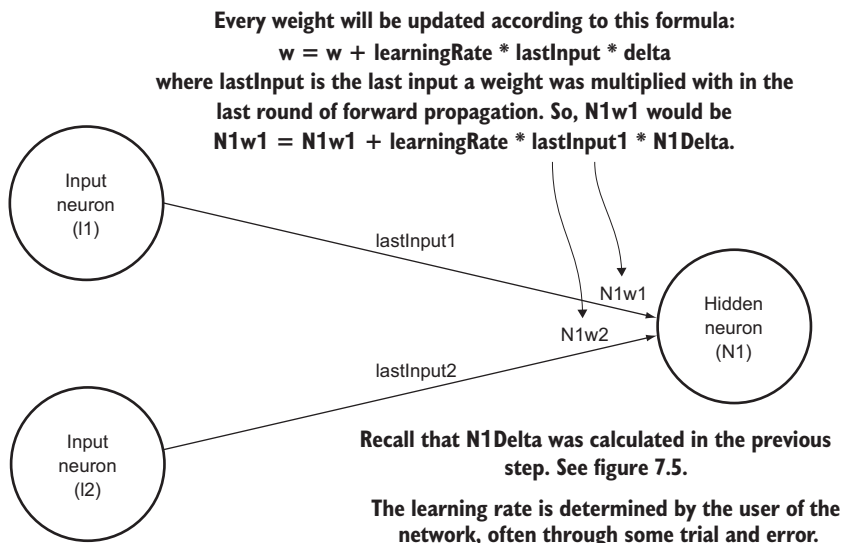 Every weight will be updated according to this formula:
w = w + learningRate * lastInput * delta
where lastInput is the last input a weight was multiplied with in the
last round of forward propagation. So, N1w1 would be
N1w1 = N1w1 + learningRate * lastInput1 * N1Delta.
Input
neuron
(I1)
lastInput1
N1w1
Hidden
neuron
(N1)
N1w2
lastInput2
Input
neuron
(I2)
Recall that N1Delta was calculated in the previous
step. See figure 7.5.
The learning rate is determined by the user of the
network, often through some trial and error.